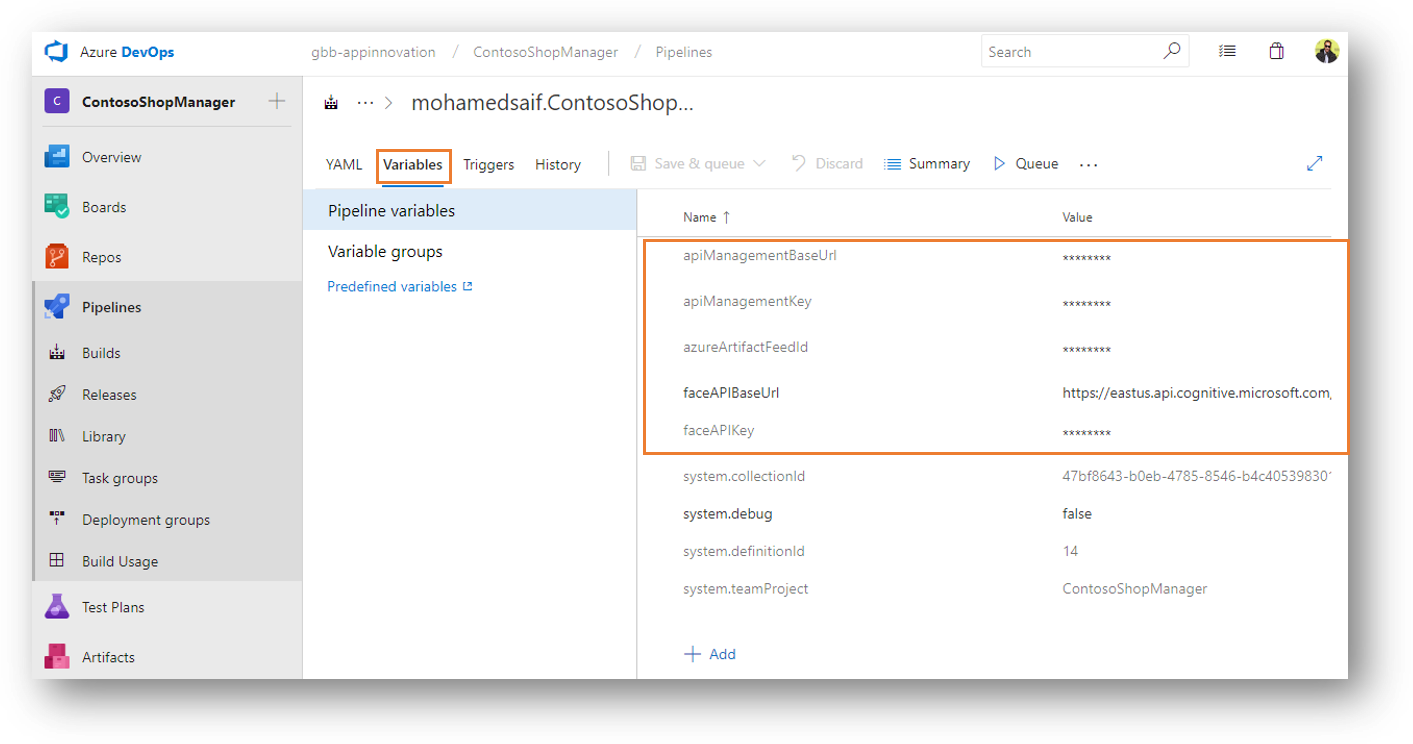 Azure DevOps
gbb-appinnovation / ContosoShopManager / Pipelines
Search
C ContosoShopManager
Overview
Boards
Repos
Pipelines
Builds
Releases
Library
Task groups
Deployment groups
Build Usage
Test Plans
Artifacts
... > mohamedsaif.ContosoShop...
YAML Variables Triggers History Save & queue Discard Summary Queue ...
Pipeline variables
Variable groups
Predefined variables
Name ↑ Value
apiManagementBaseUrl ********
apiManagementKey ********
azureArtifactFeedId ********
faceAPIBaseUrl https://eastus.api.cognitive.microsoft.com,
faceAPIKey ********
system.collectionId 47bf8643-b0eb-4785-8546-b4c40539830
system.debug false
system.definitionId 14
system.teamProject ContosoShopManager
+ Add